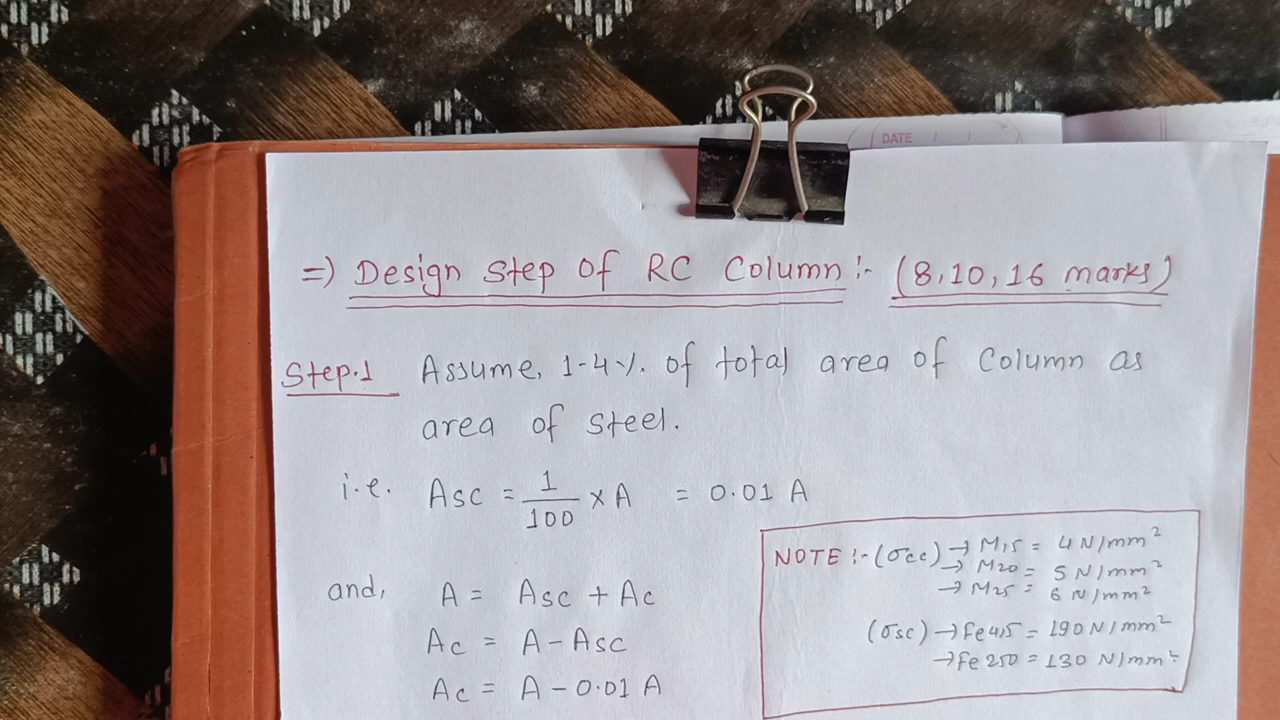 DATE / /
=) Design Step Of RC Column :- (8,10,16 marks)
Step.1 Assume, 1-4%. of total area of Column as
area of Steel.
i.e. Asc = 1/100 × A = 0.01 A
and, A = Asc + Ac
Ac = A - Asc
Ac = A - 0.01 A
NOTE :- (σcc) → M15 = 4 N/mm²
→ M20 = 5 N/mm²
→ M25 = 6 N/mm²
(σsc) → Fe415 = 190 N/mm²
→ Fe 250 = 130 N/mm²